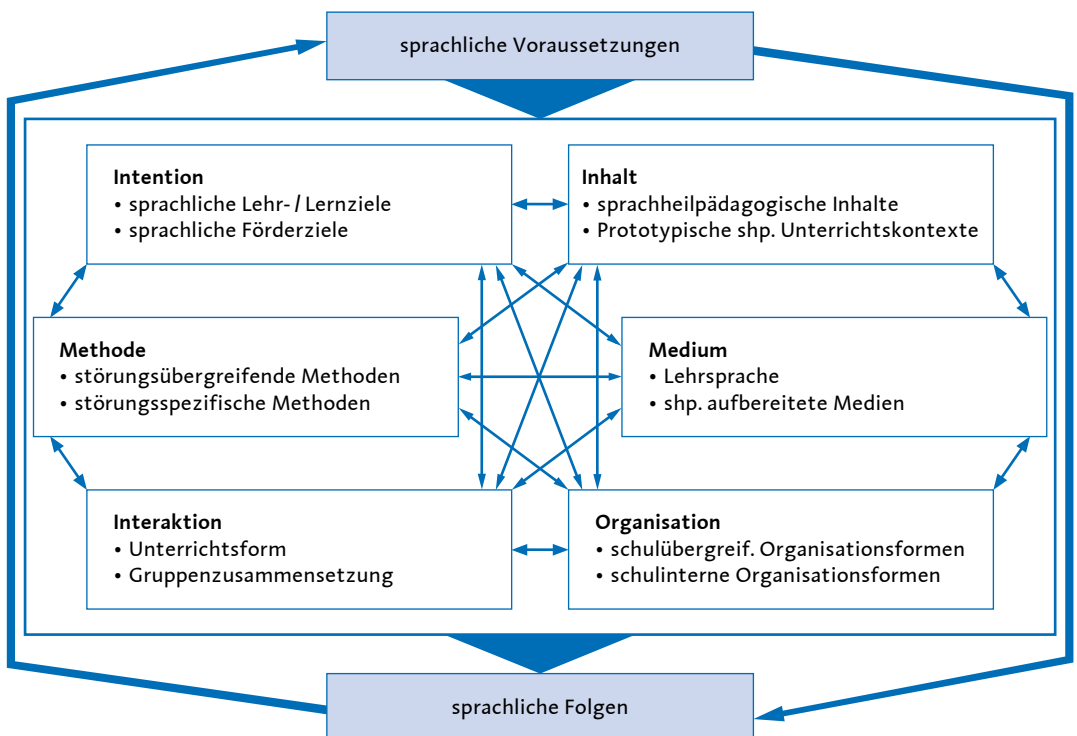 sprachliche Voraussetzungen
Intention
• sprachliche Lehr- / Lernziele
• sprachliche Förderziele
Inhalt
• sprachheilpädagogische Inhalte
• Prototypische shp. Unterrichtskontexte
Methode
• störungsübergreifende Methoden
• störungsspezifische Methoden
Medium
• Lehrsprache
• shp. aufbereitete Medien
Interaktion
• Unterrichtsform
• Gruppenzusammensetzung
Organisation
• schulübergreif. Organisationsformen
• schulinterne Organisationsformen
sprachliche Folgen